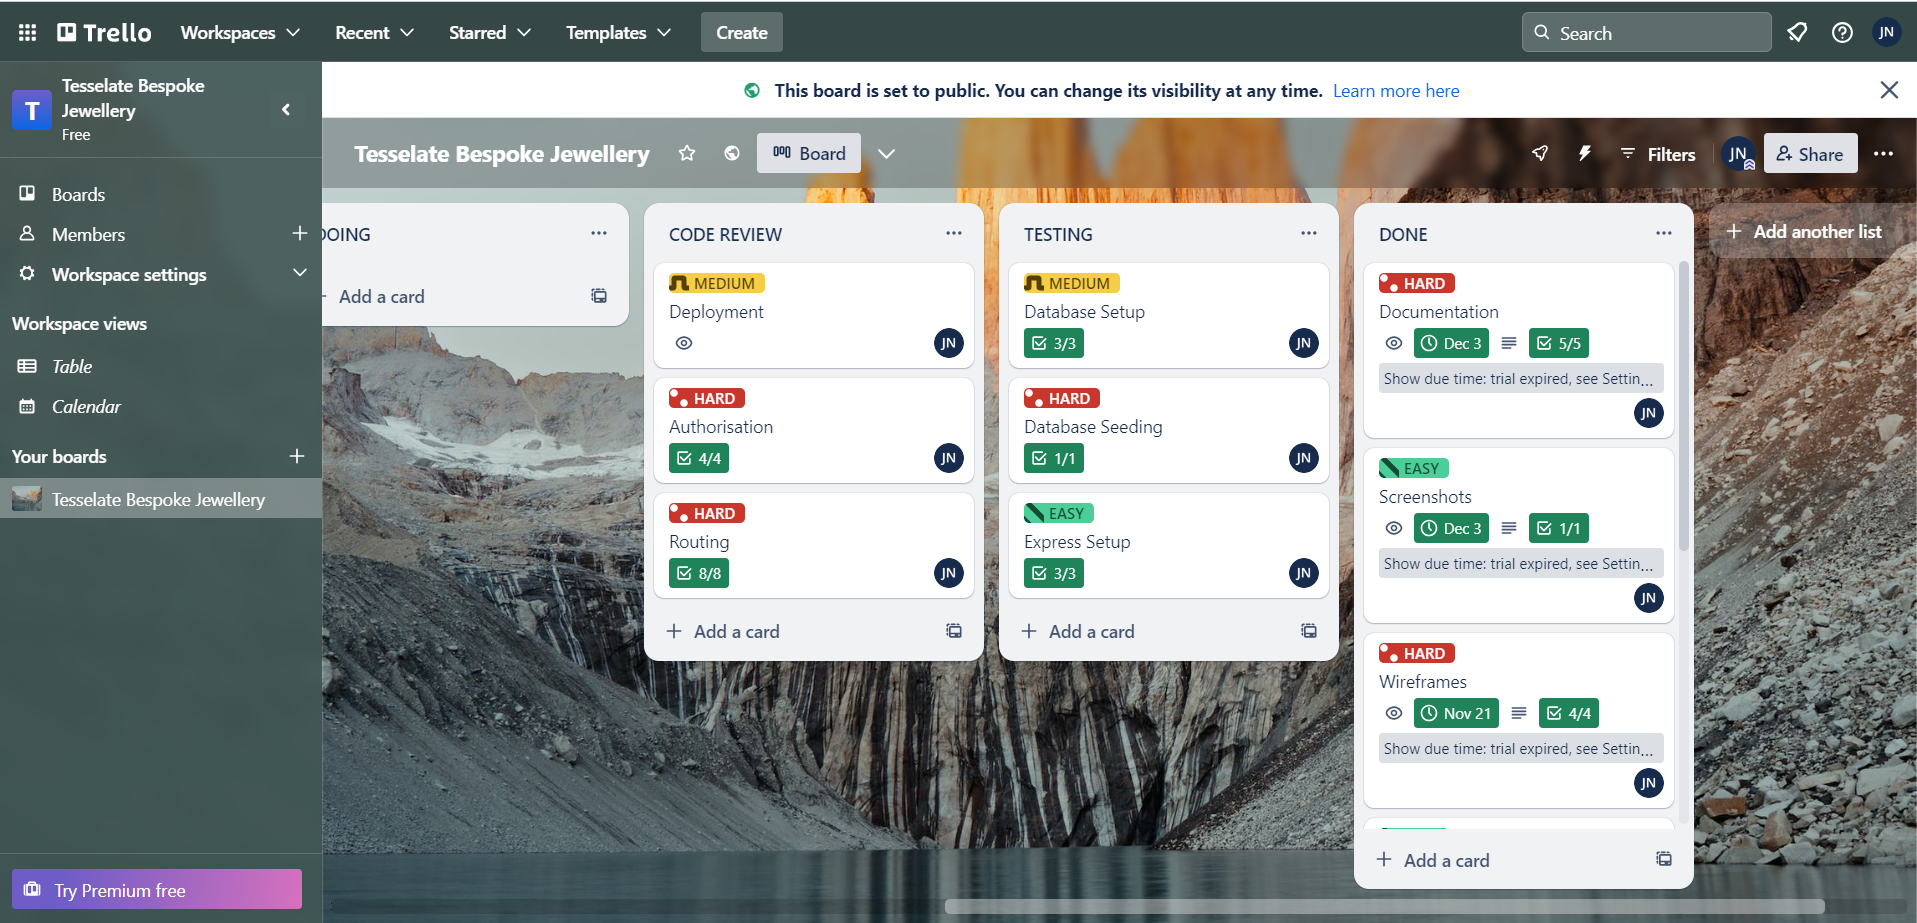 Trello
Workspaces
Recent
Starred
Templates
Create
Search
JN
T
Tesselate Bespoke
Jewellery
Free
This board is set to public. You can change its visibility at any time. Learn more here
Tesselate Bespoke Jewellery
Board
Filters
JN
Share
Boards
Members
Workspace settings
Workspace views
Table
Calendar
Your boards
Tesselate Bespoke Jewellery
Try Premium free
DOING
Add a card
CODE REVIEW
MEDIUM
Deployment
JN
HARD
Authorisation
4/4
JN
HARD
Routing
8/8
JN
Add a card
TESTING
MEDIUM
Database Setup
3/3
JN
HARD
Database Seeding
1/1
JN
EASY
Express Setup
3/3
JN
Add a card
DONE
HARD
Documentation
Dec 3
5/5
Show due time: trial expired, see Settin...
JN
EASY
Screenshots
Dec 3
1/1
Show due time: trial expired, see Settin...
JN
HARD
Wireframes
Nov 21
4/4
Show due time: trial expired, see Settin...
JN
Add a card
Add another list